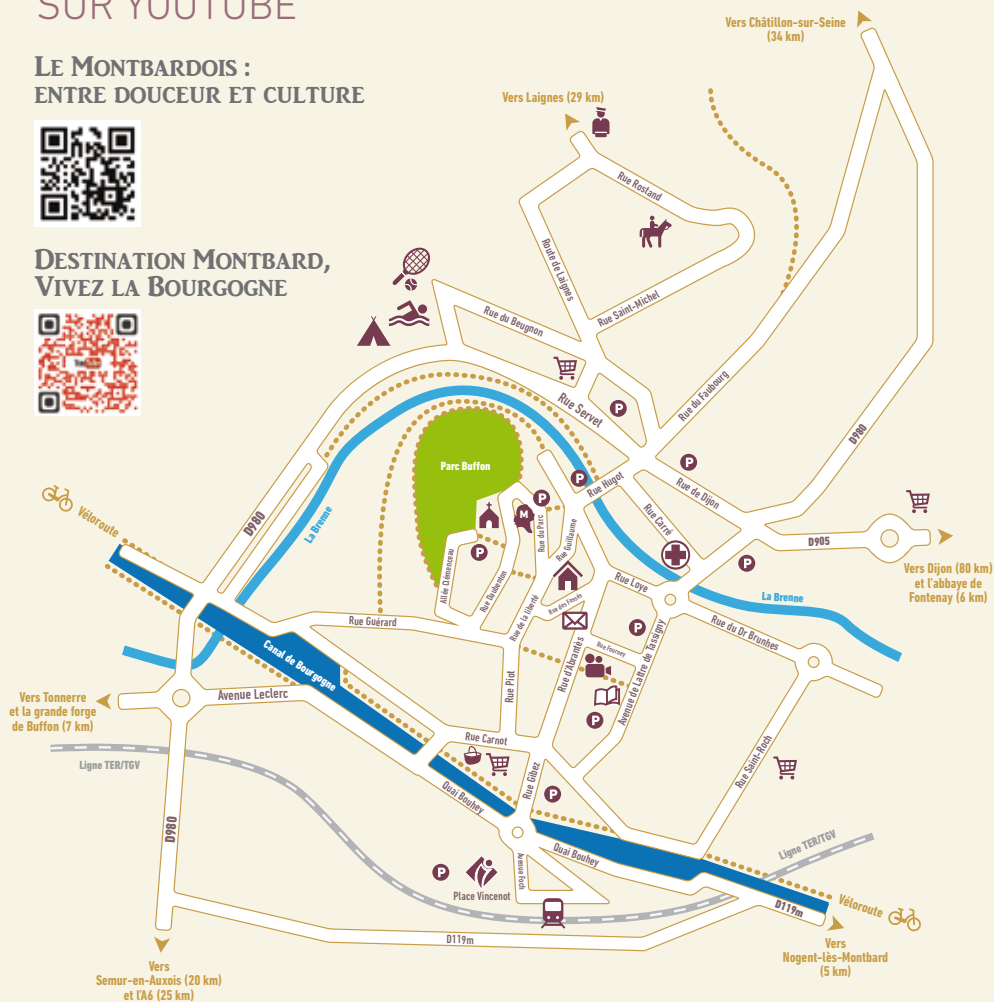 SUR YOUTUBE
LE MONTBARDOIS :
ENTRE DOUCEUR ET CULTURE
DESTINATION MONTBARD,
VIVEZ LA BOURGOGNE
Vers Châtillon-sur-Seine
(34 km)
Vers Laignes (29 km)
Rue Rostand
Route de Laignes
Rue Saint-Michel
Rue du Beugnon
Rue Servet
P
Rue du Faubourg
D980
Parc Buffon
P
Rue Hugot
P
Rue de Dijon
Rue Carré
Véloroute
D980
La Brenne
M
P
Rue du Parc
Rue Guillaume
P
Allée Clémenceau
Rue Daubenton
Rue de la liberté
Rue des Fossés
Rue Loye
P
D905
Vers Dijon (80 km)
et l'abbaye de
Fontenay (6 km)
La Brenne
Rue Guérard
Rue du Dr Brunhes
P
Rue Fourney
Canal de Bourgogne
Rue Piot
Rue d'Abrantès
Avenue de Lattre de Tassigny
P
Avenue Leclerc
Vers Tonnerre
et la grande forge
de Buffon (7 km)
Ligne TER/TGV
Rue Carnot
Rue Gibez
Rue Saint-Roch
Quai Bouhey
P
D980
Quai Bouhey
Ligne TER/TGV
Avenue Foch
P
Place Vincenot
D119m
Véloroute
D119m
Vers
Nogent-lès-Montbard
(5 km)
Vers
Semur-en-Auxois (20 km)
et l'A6 (25 km)